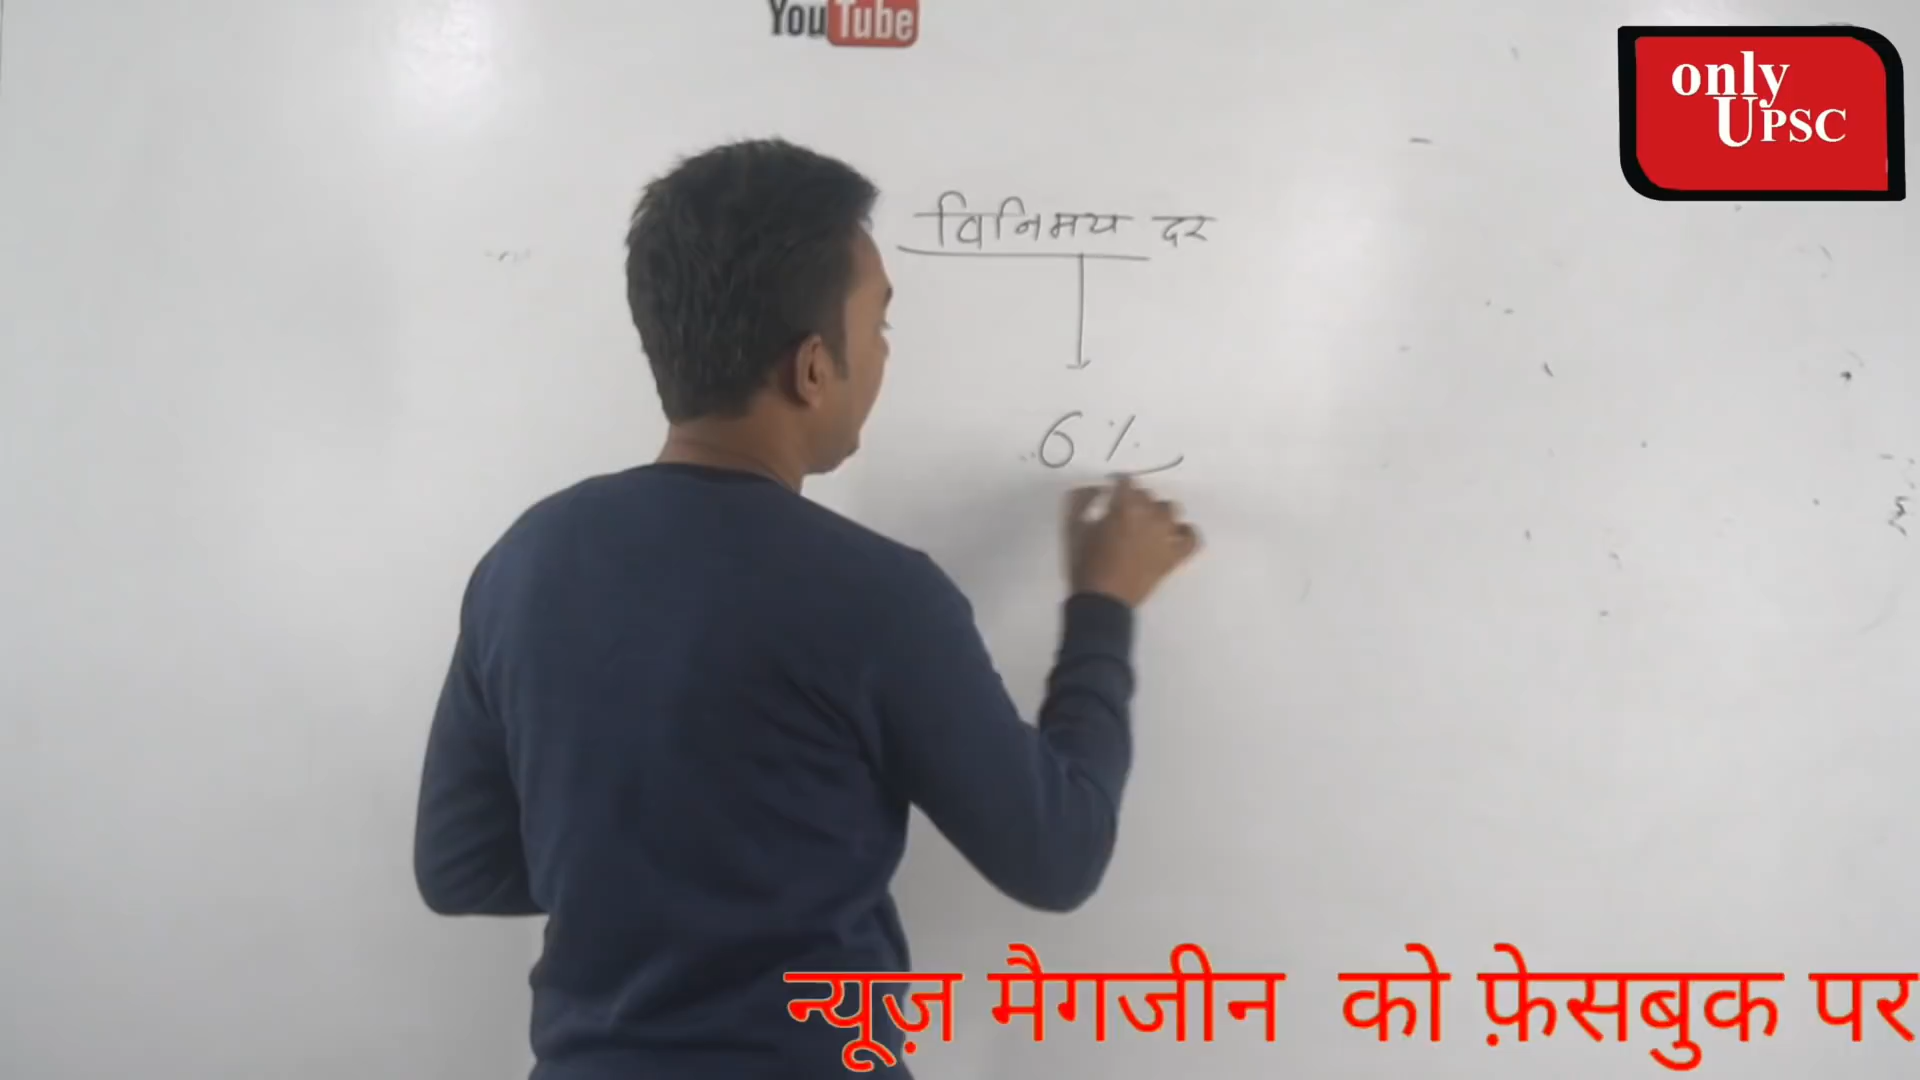 YouTube
only
UPSC
विनिमय दर
6%
न्यूज़ मैगजीन को फ़ेसबुक पर